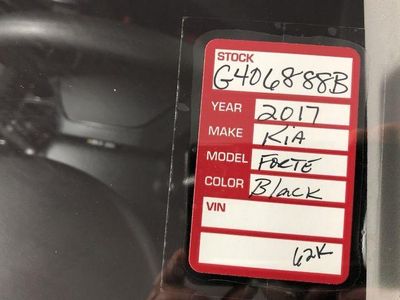 STOCK
G406888B
YEAR 2017
MAKE KIA
MODEL FORTE
COLOR Black
VIN
62K